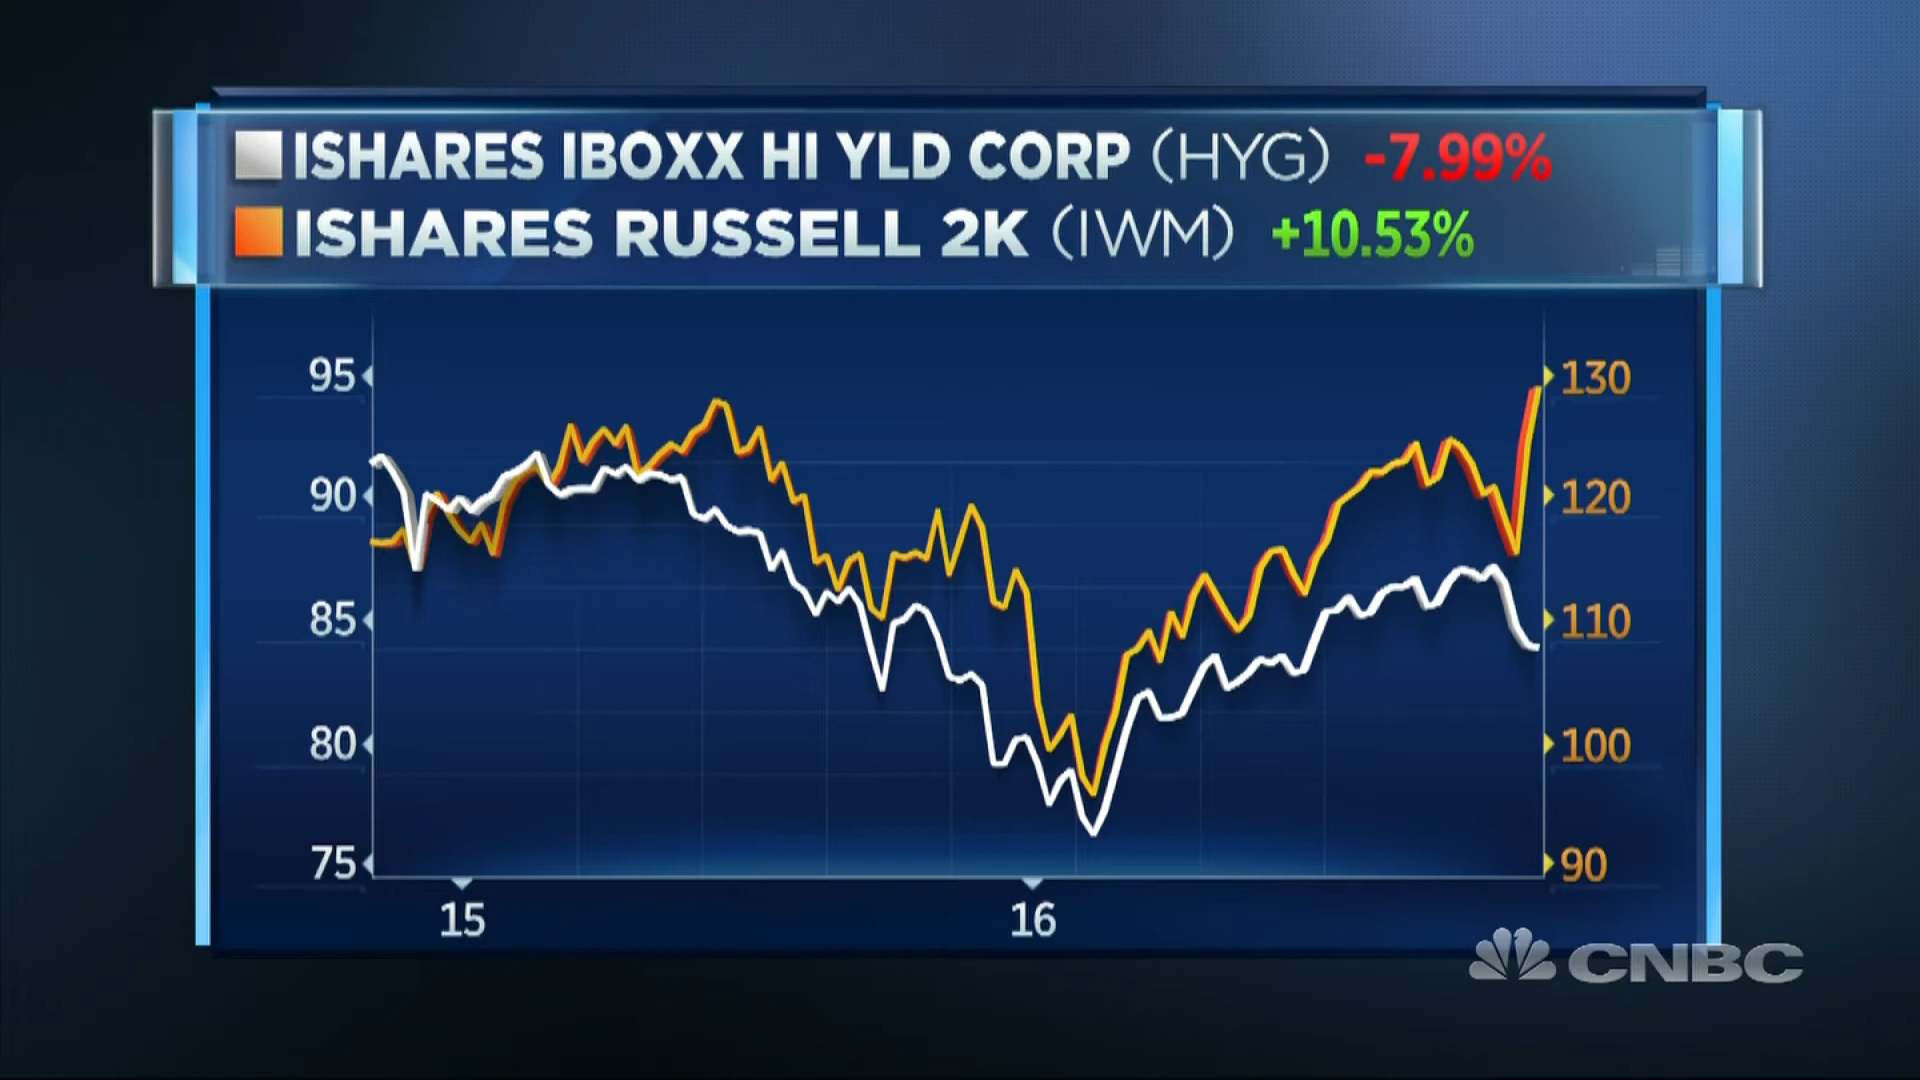 ISHARES IBOXX HI YLD CORP (HYG) -7.99%
ISHARES RUSSELL 2K (IWM) +10.53%
95 130
90 120
85 110
80 100
75 90
15 16
CNBC